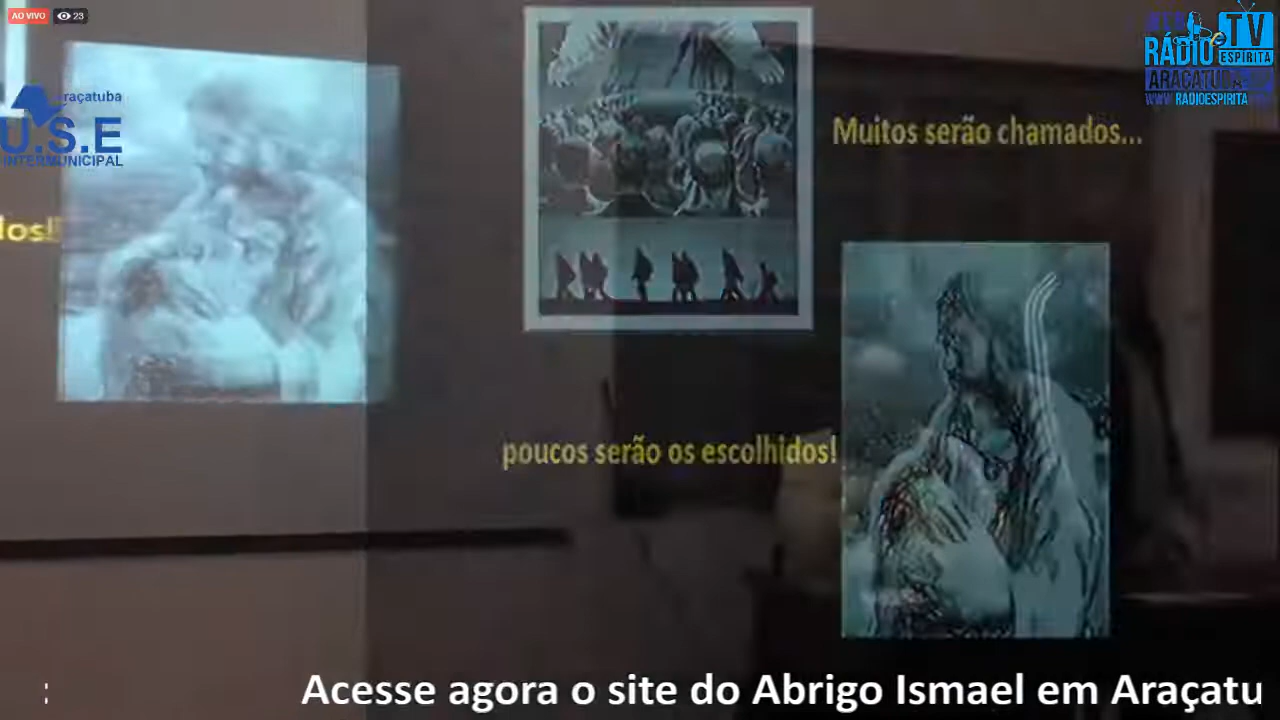 AO VIVO 23
TV
RÁDIO e
ESPÍRITA
ARAÇATUBA
WWW.RADIOESPIRITA
raçatuba
U.S.E
INTERMUNICIPAL
Muitos serão chamados...
dos!
poucos serão os escolhidos!
Acesse agora o site do Abrigo Ismael em Araçatu